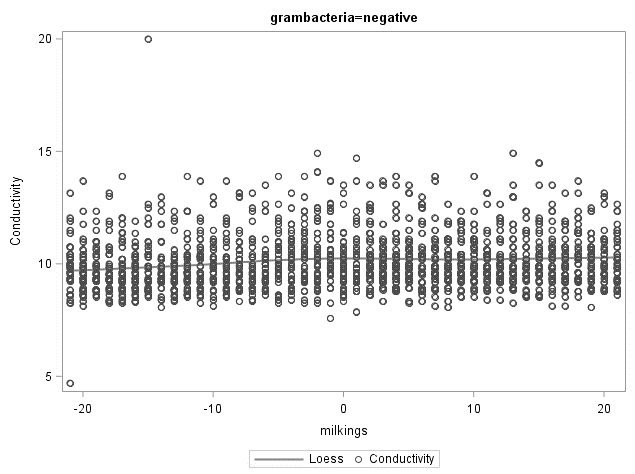 grambacteria=negative
20
15
10
5
Conductivity
-20 -10 0 10 20
milkings
Loess Conductivity